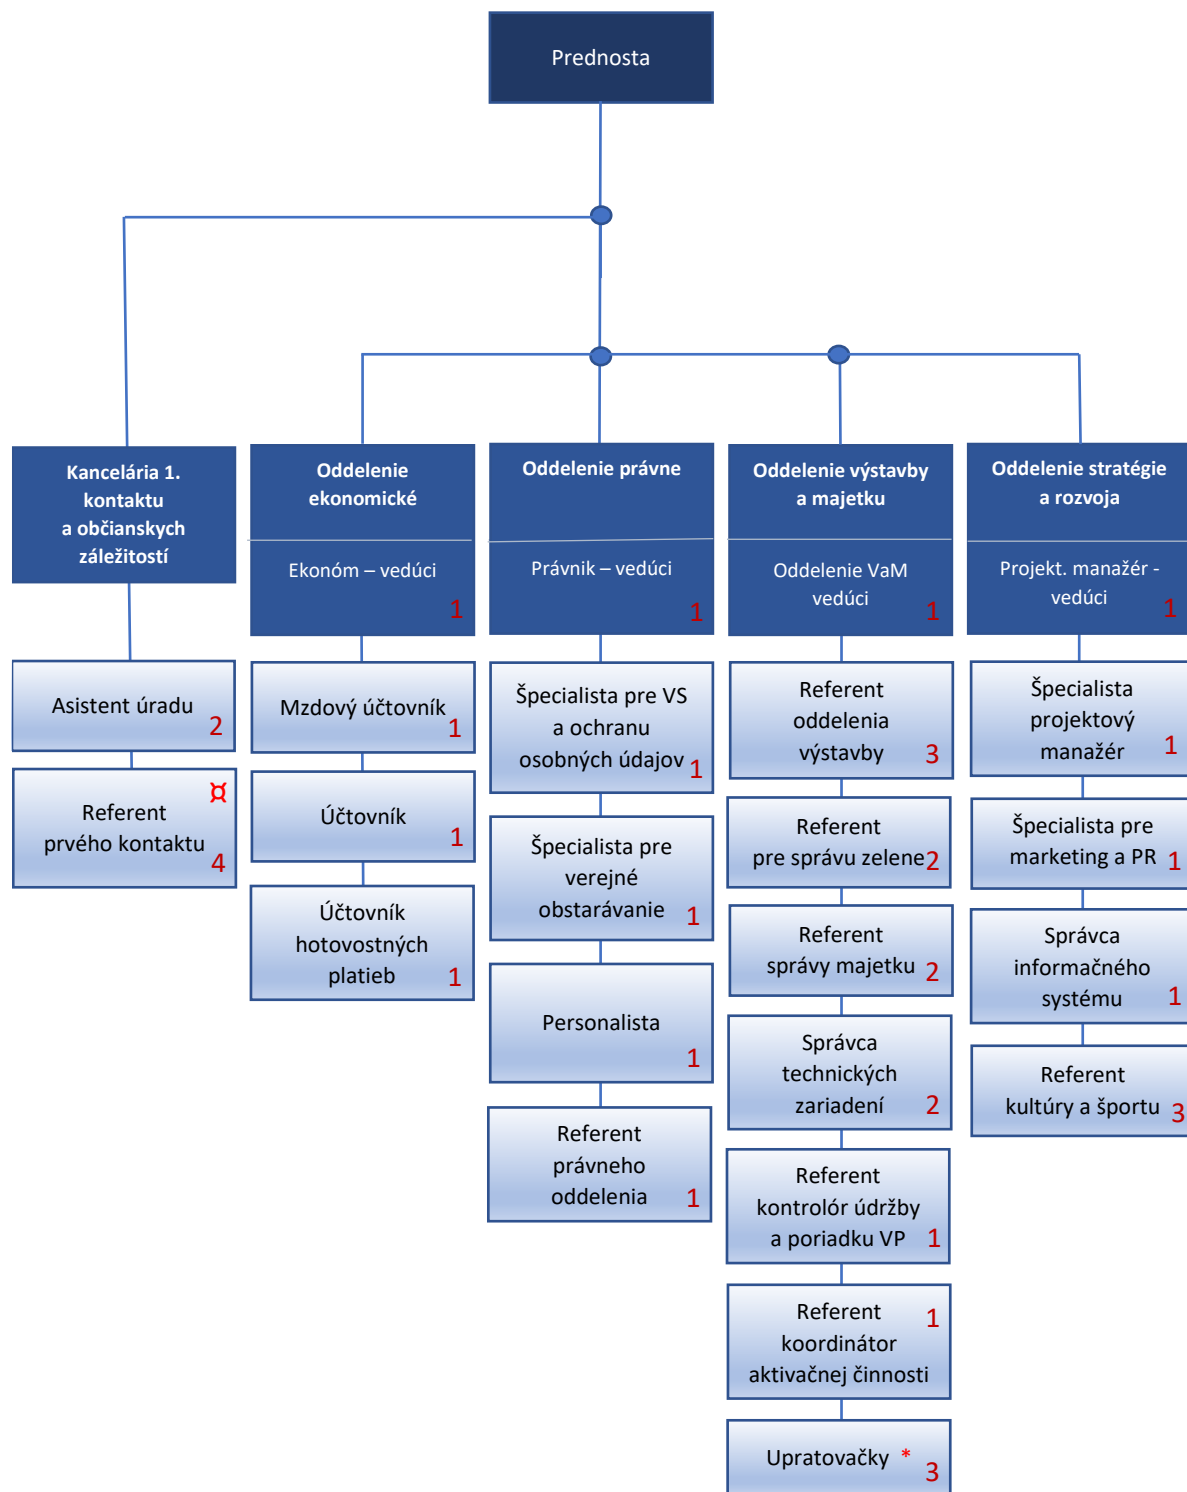 Prednosta
Kancelária 1.
kontaktu
a občianskych
záležitostí
Asistent úradu
2
¤
Referent
prvého kontaktu
4
Oddelenie
ekonomické
Ekonóm – vedúci
1
Mzdový účtovník
1
Účtovník
1
Účtovník
hotovostných
platieb
1
Oddelenie právne
Právnik – vedúci
1
Špecialista pre VS
a ochranu
osobných údajov
1
Špecialista pre
verejné
obstarávanie
1
Personalista
1
Referent
právneho
oddelenia
1
Oddelenie výstavby
a majetku
Oddelenie VaM
vedúci
1
Referent
oddelenia
výstavby
3
Referent
pre správu zelene
2
Referent
správy majetku
2
Správca
technických
zariadení
2
Referent
kontrolór údržby
a poriadku VP
1
Referent
koordinátor
aktivačnej činnosti
1
Upratovačky *
3
Oddelenie stratégie
a rozvoja
Projekt. manažér -
vedúci
1
Špecialista
projektový
manažér
1
Špecialista pre
marketing a PR
1
Správca
informačného
systému
1
Referent
kultúry a športu
3